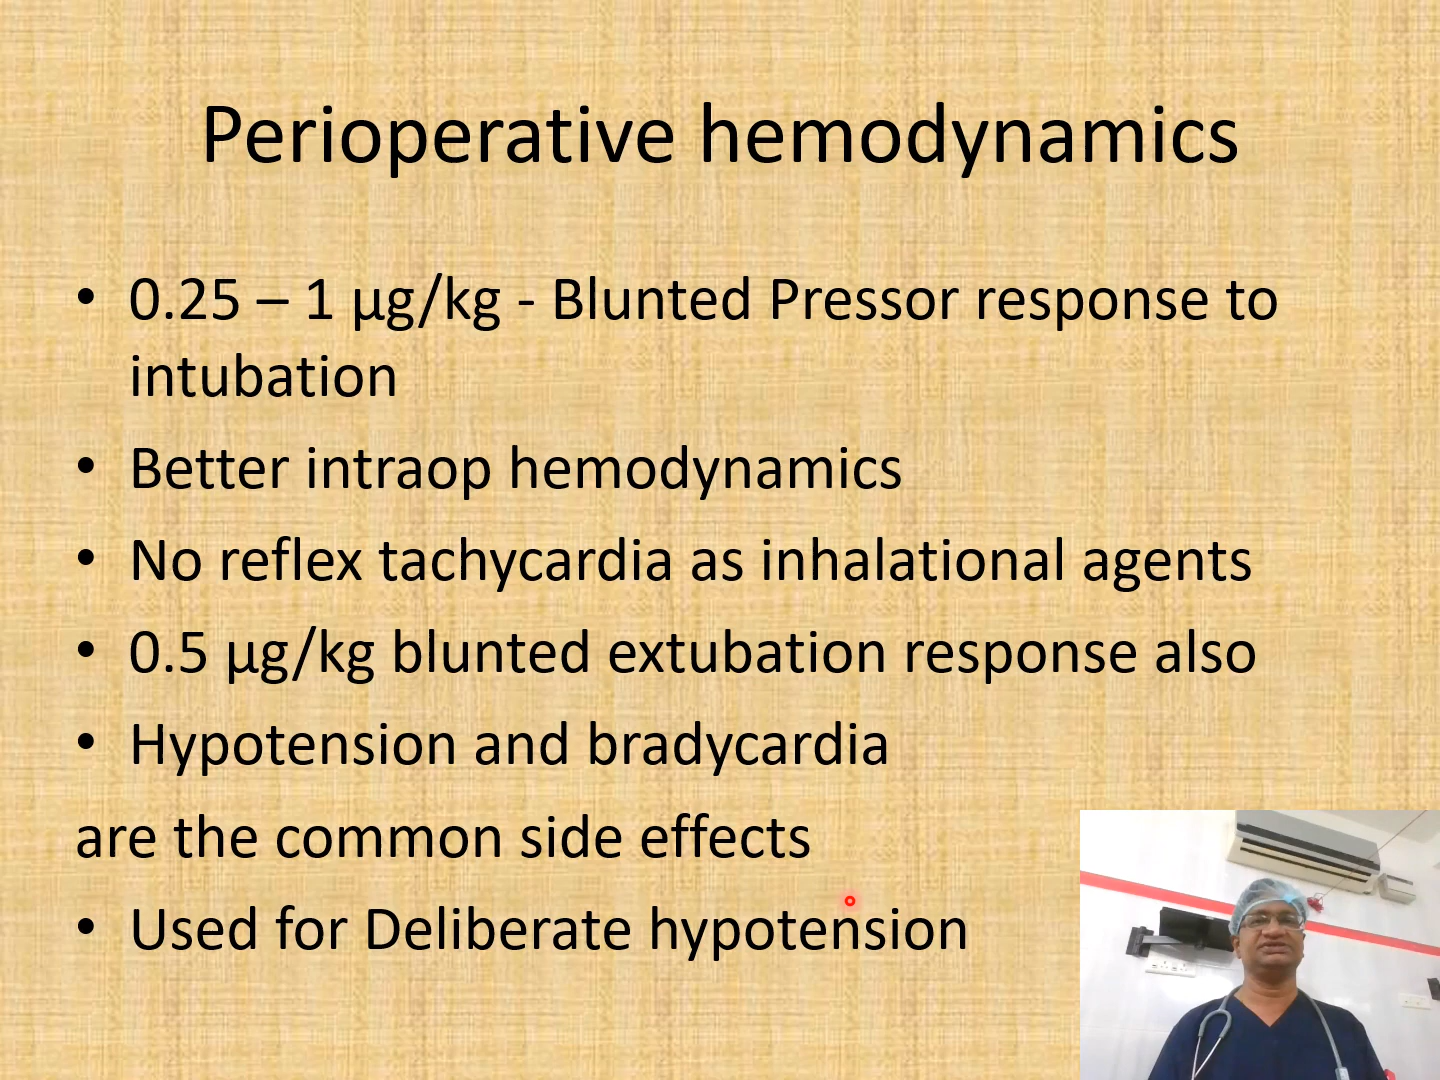 Perioperative hemodynamics
• 0.25 – 1 µg/kg - Blunted Pressor response to
intubation
• Better intraop hemodynamics
• No reflex tachycardia as inhalational agents
• 0.5 µg/kg blunted extubation response also
• Hypotension and bradycardia
are the common side effects
• Used for Deliberate hypotension